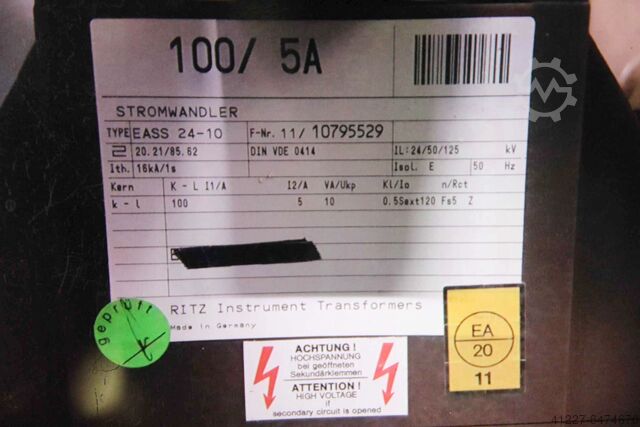 100/ 5A
STROMWANDLER
TYPE EASS 24-10 F-Nr. 11/ 10795529
20.21/85.62 DIN VDE 0414 IL:24/50/125 kV
Ith. 16kA/1s Isol. E 50 Hz
Kern K - L I1/A I2/A VA/Ukp Kl/Io n/Rct
k - l 100 5 10 0.5Sext120 Fs5 Z
RITZ Instrument Transformers
Made in Germany
geprüft
EA
20
11
ACHTUNG !
HOCHSPANNUNG
bei geöffneten
Sekundärklemmen
ATTENTION !
HIGH VOLTAGE
if
secondary circuit is opened